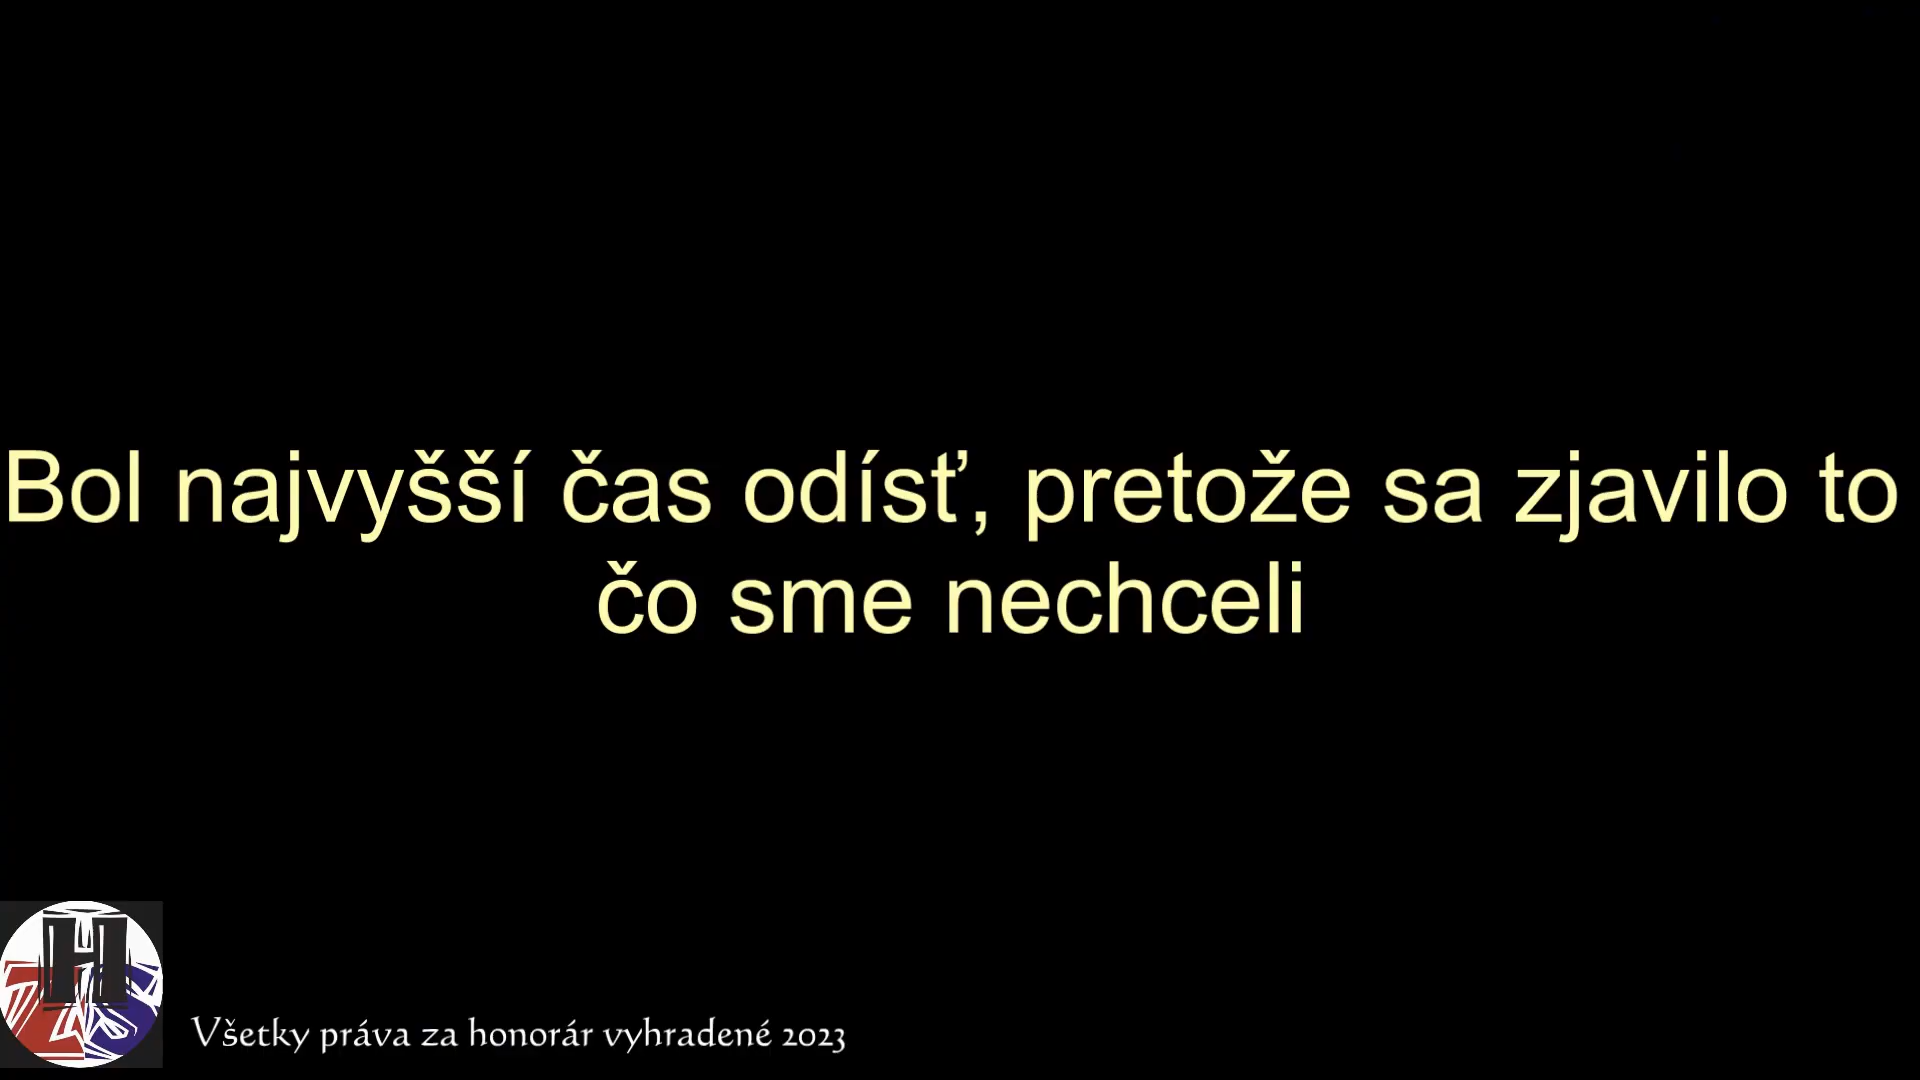 Bol najvyšší čas odísť, pretože sa zjavilo to
čo sme nechceli
H
Všetky práva za honorár vyhradené 2023